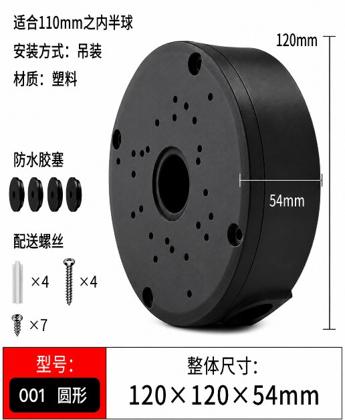 适合110mm之内半球
安装方式：吊装
材质：塑料
120mm
防水胶塞
54mm
配送螺丝
×4
×4
×7
型号：
001 圆形
整体尺寸：
120×120×54mm